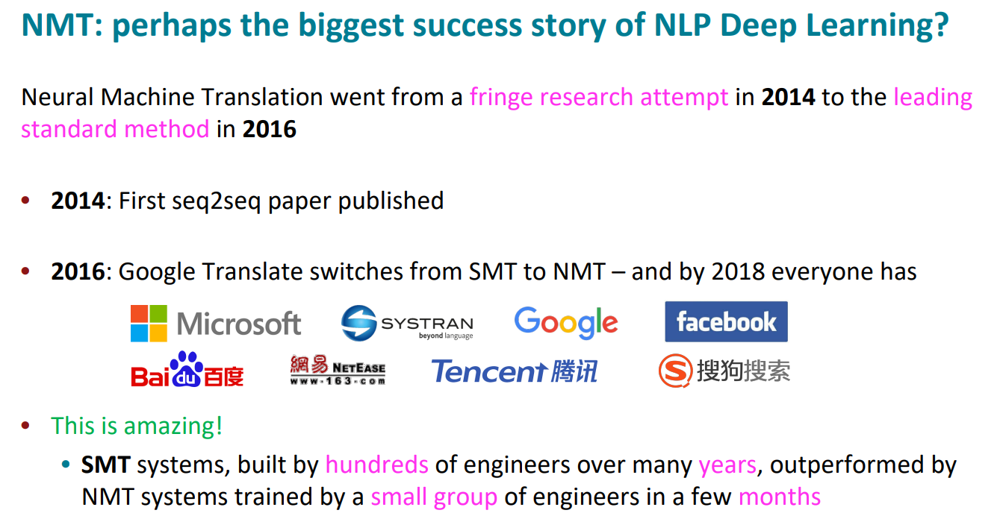 NMT: perhaps the biggest success story of NLP Deep Learning?
Neural Machine Translation went from a fringe research attempt in 2014 to the leading
standard method in 2016
• 2014: First seq2seq paper published
• 2016: Google Translate switches from SMT to NMT – and by 2018 everyone has
Microsoft SYSTRAN beyond language Google facebook
Bai du 百度 網易 NETEASE www.163.com Tencent 腾讯 S 搜狗搜索
• This is amazing!
• SMT systems, built by hundreds of engineers over many years, outperformed by
NMT systems trained by a small group of engineers in a few months